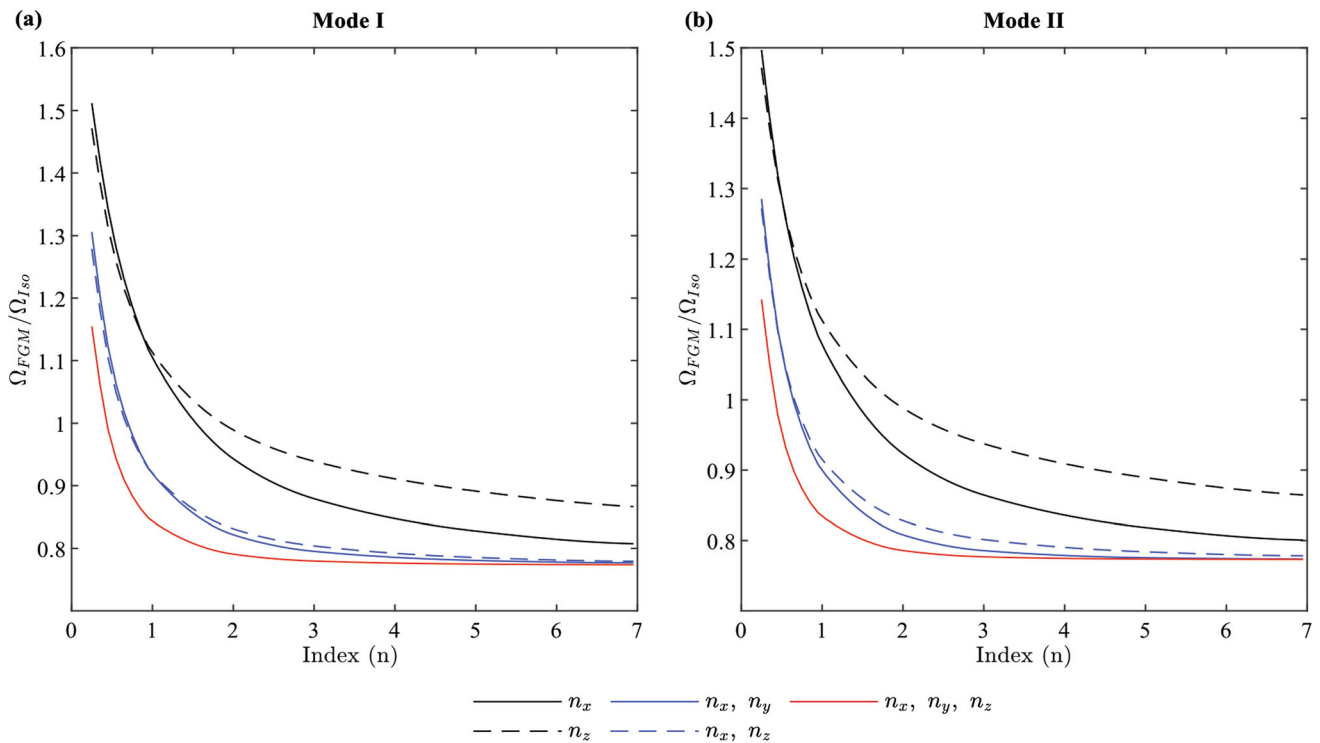 (a) Mode I
1.6
1.5
1.4
1.3
1.2
1.1
1
0.9
0.8
Ω_FGM/Ω_Iso
0 1 2 3 4 5 6 7
Index (n)
(b) Mode II
1.5
1.4
1.3
1.2
1.1
1
0.9
0.8
Ω_FGM/Ω_Iso
0 1 2 3 4 5 6 7
Index (n)
n_x n_x, n_y n_x, n_y, n_z
n_z n_x, n_z